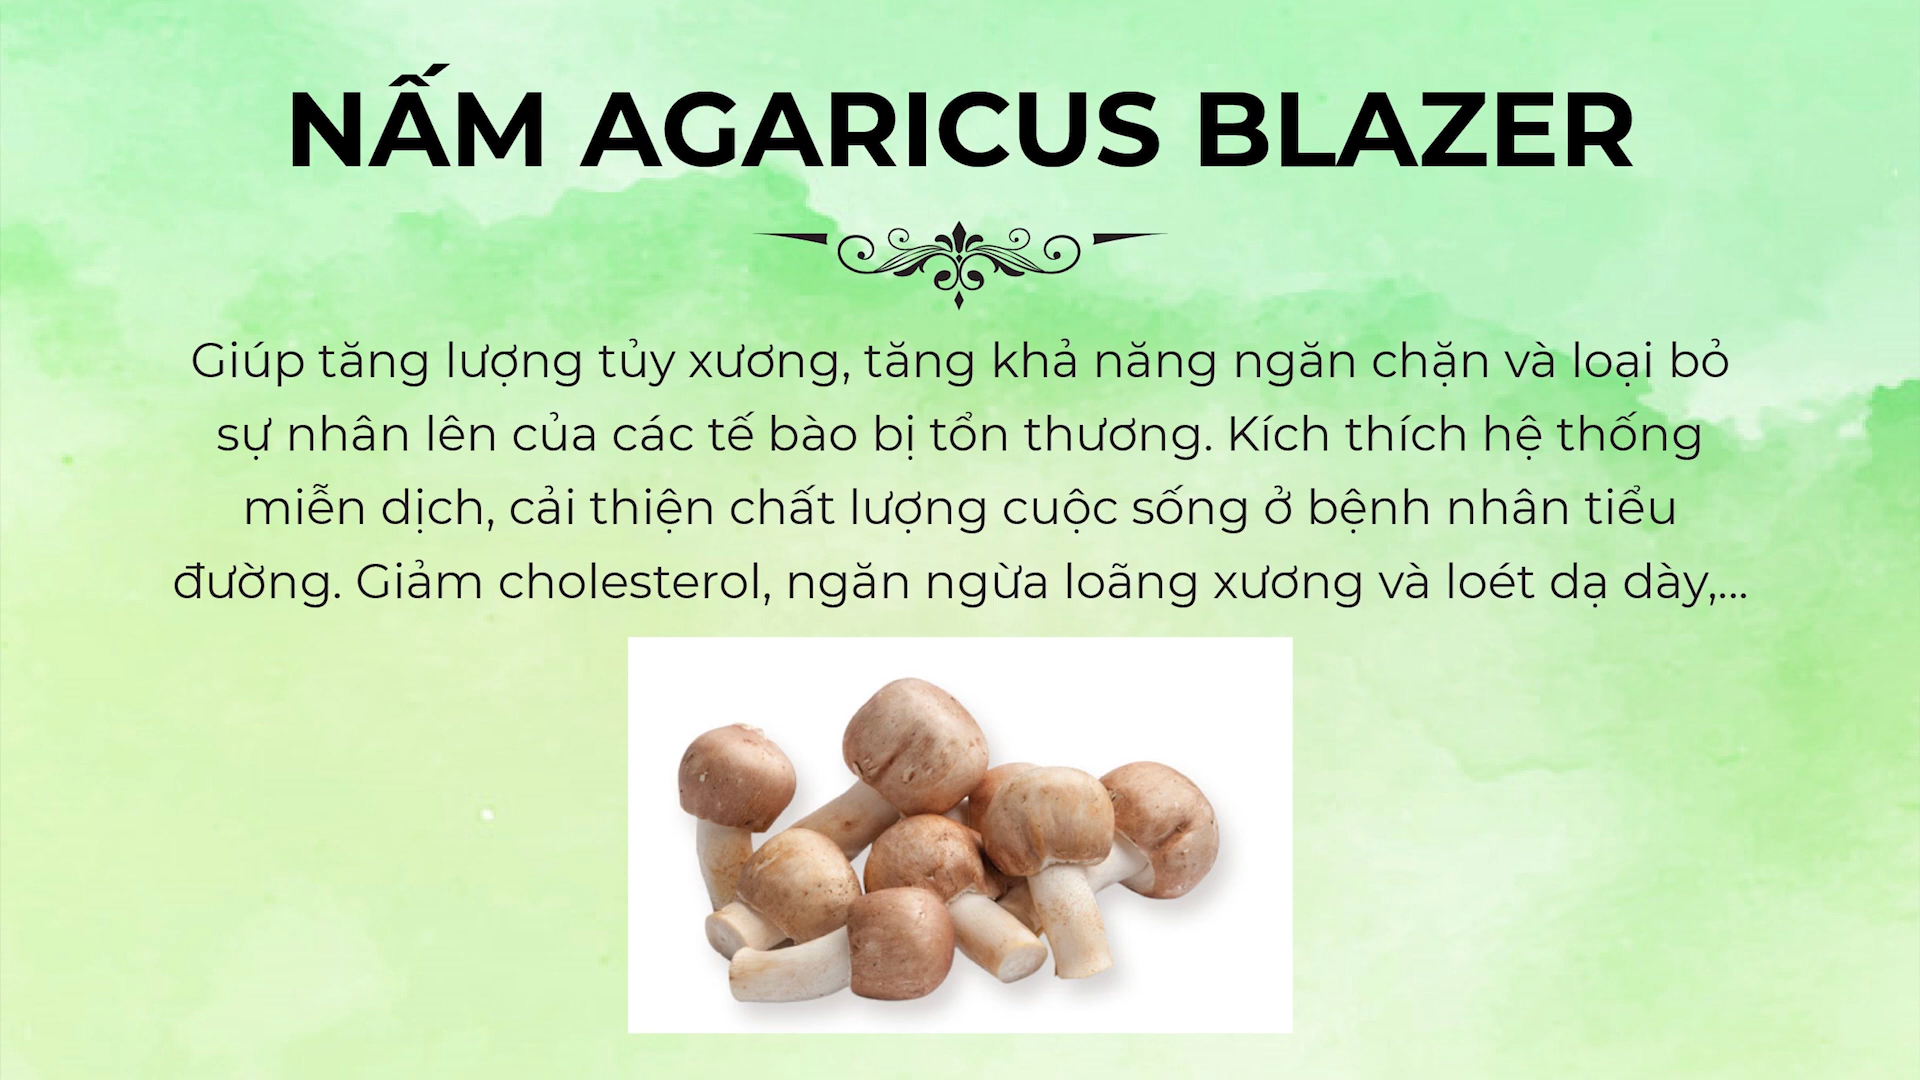 NẤM AGARICUS BLAZER
Giúp tăng lượng tủy xương, tăng khả năng ngăn chặn và loại bỏ
sự nhân lên của các tế bào bị tổn thương. Kích thích hệ thống
miễn dịch, cải thiện chất lượng cuộc sống ở bệnh nhân tiểu
đường. Giảm cholesterol, ngăn ngừa loãng xương và loét dạ dày,...